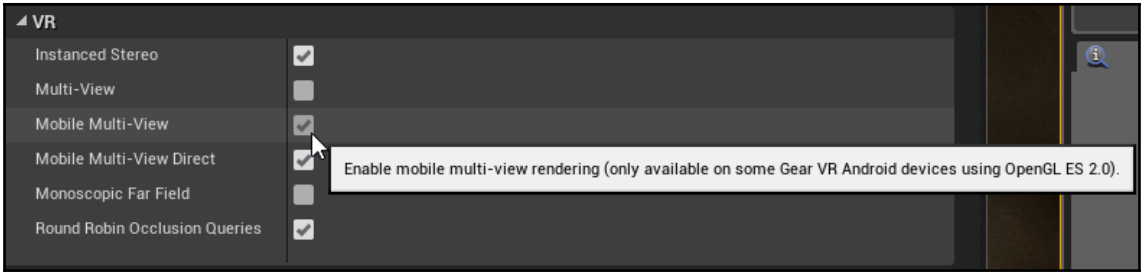 VR
Instanced Stereo
Multi-View
Mobile Multi-View
Mobile Multi-View Direct
Enable mobile multi-view rendering (only available on some Gear VR Android devices using OpenGL ES 2.0).
Monoscopic Far Field
Round Robin Occlusion Queries